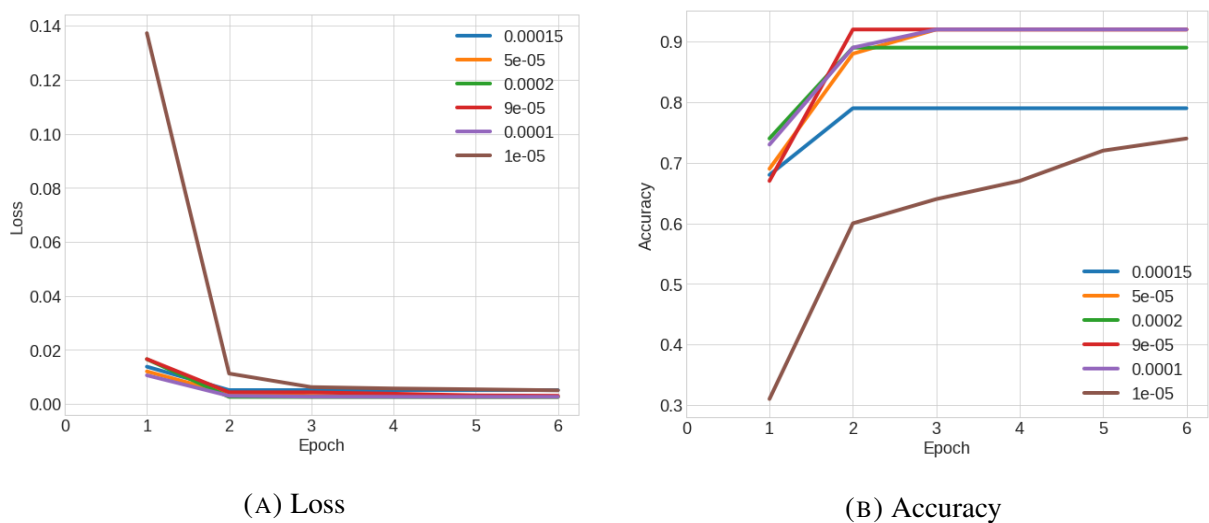 0.14
0.12
0.10
0.08
0.06
0.04
0.02
0.00
Loss
0 1 2 3 4 5 6
Epoch
0.00015
5e-05
0.0002
9e-05
0.0001
1e-05
(A) Loss
0.9
0.8
0.7
0.6
0.5
0.4
0.3
Accuracy
0 1 2 3 4 5 6
Epoch
0.00015
5e-05
0.0002
9e-05
0.0001
1e-05
(B) Accuracy